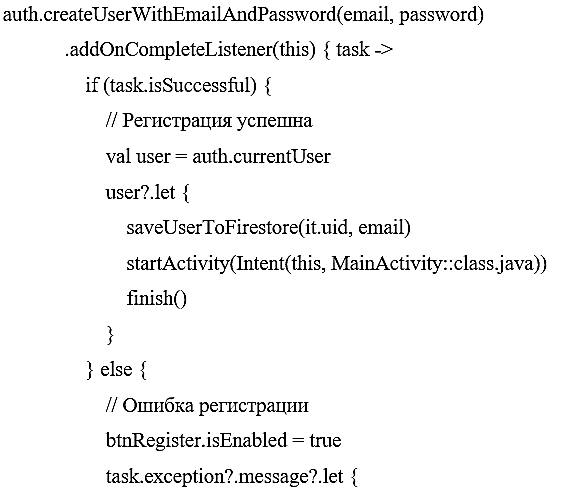 auth.createUserWithEmailAndPassword(email, password)
.addOnCompleteListener(this) { task ->
if (task.isSuccessful) {
// Регистрация успешна
val user = auth.currentUser
user?.let {
saveUserToFirestore(it.uid, email)
startActivity(Intent(this, MainActivity::class.java))
finish()
}
} else {
// Ошибка регистрации
btnRegister.isEnabled = true
task.exception?.message?.let {